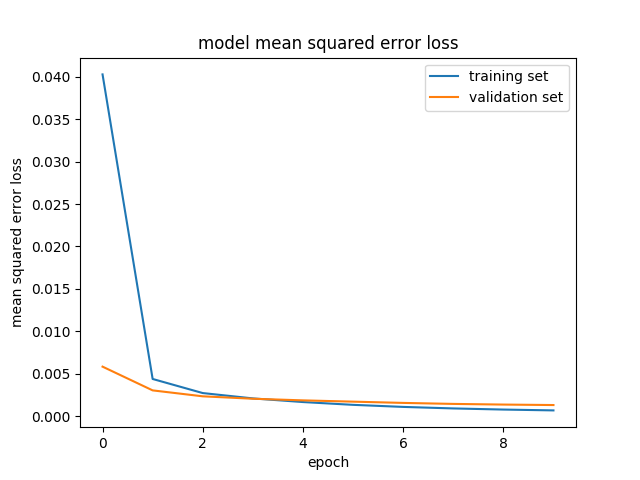 model mean squared error loss
training set
validation set
mean squared error loss
0.040
0.035
0.030
0.025
0.020
0.015
0.010
0.005
0.000
0 2 4 6 8
epoch